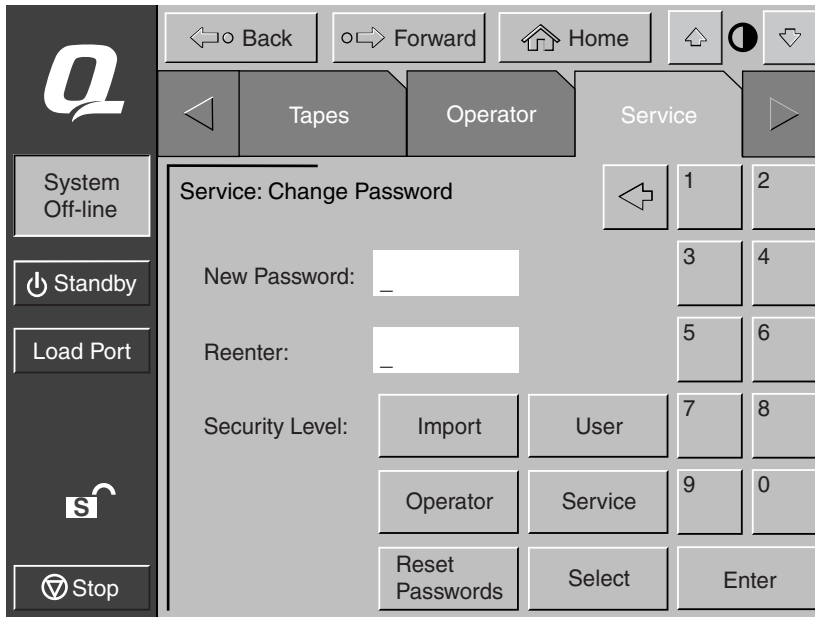 Q
Back
Forward
Home
Tapes
Operator
Service
System
Off-line
Standby
Load Port
S
Stop
Service: Change Password
New Password: _
Reenter: _
Security Level:
Import
User
Operator
Service
Reset
Passwords
Select
Enter
1
2
3
4
5
6
7
8
9
0